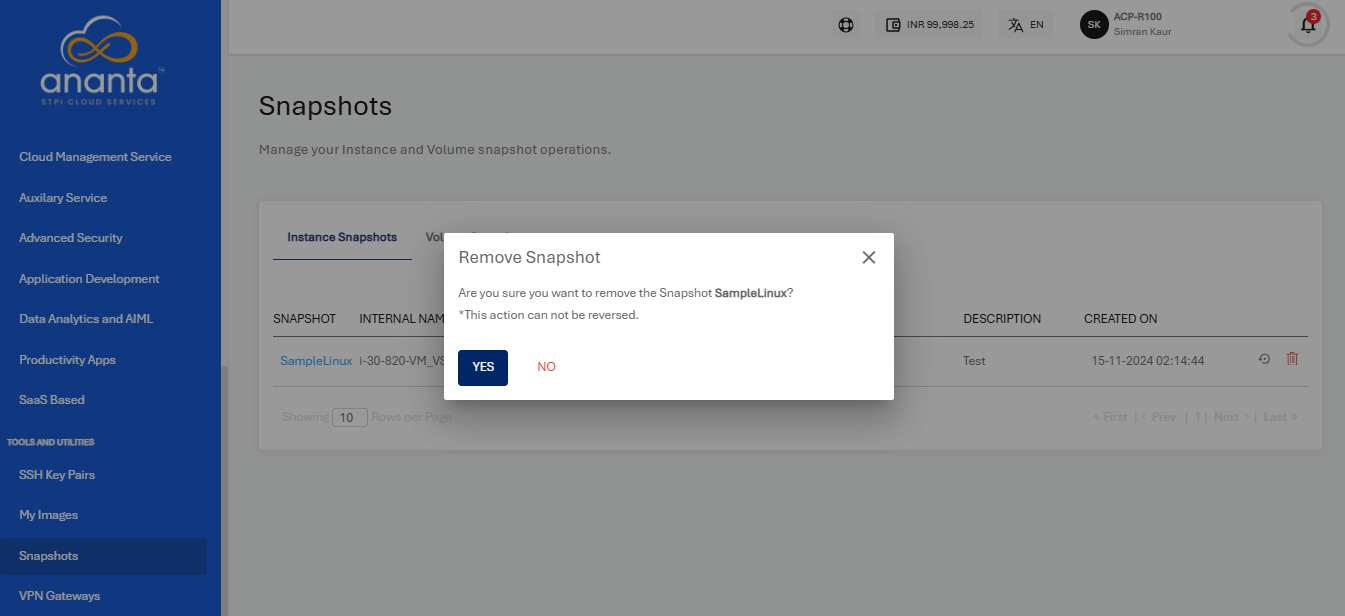 ananta
STPI CLOUD SERVICES
Cloud Management Service
Auxilary Service
Advanced Security
Application Development
Data Analytics and AIML
Productivity Apps
SaaS Based
TOOLS AND UTILITIES
SSH Key Pairs
My Images
Snapshots
VPN Gateways
INR 99,998.25
EN
SK
ACP-R100
Simran Kaur
3
Snapshots
Manage your Instance and Volume snapshot operations.
Instance Snapshots
Remove Snapshot
Are you sure you want to remove the Snapshot SampleLinux?
*This action can not be reversed.
YES NO
SNAPSHOT INTERNAL NAM DESCRIPTION CREATED ON
SampleLinux i-30-820-VM_VS Test 15-11-2024 02:14:44
Showing 10 Rows per Page
« First | < Prev | 1 | Next > | Last »